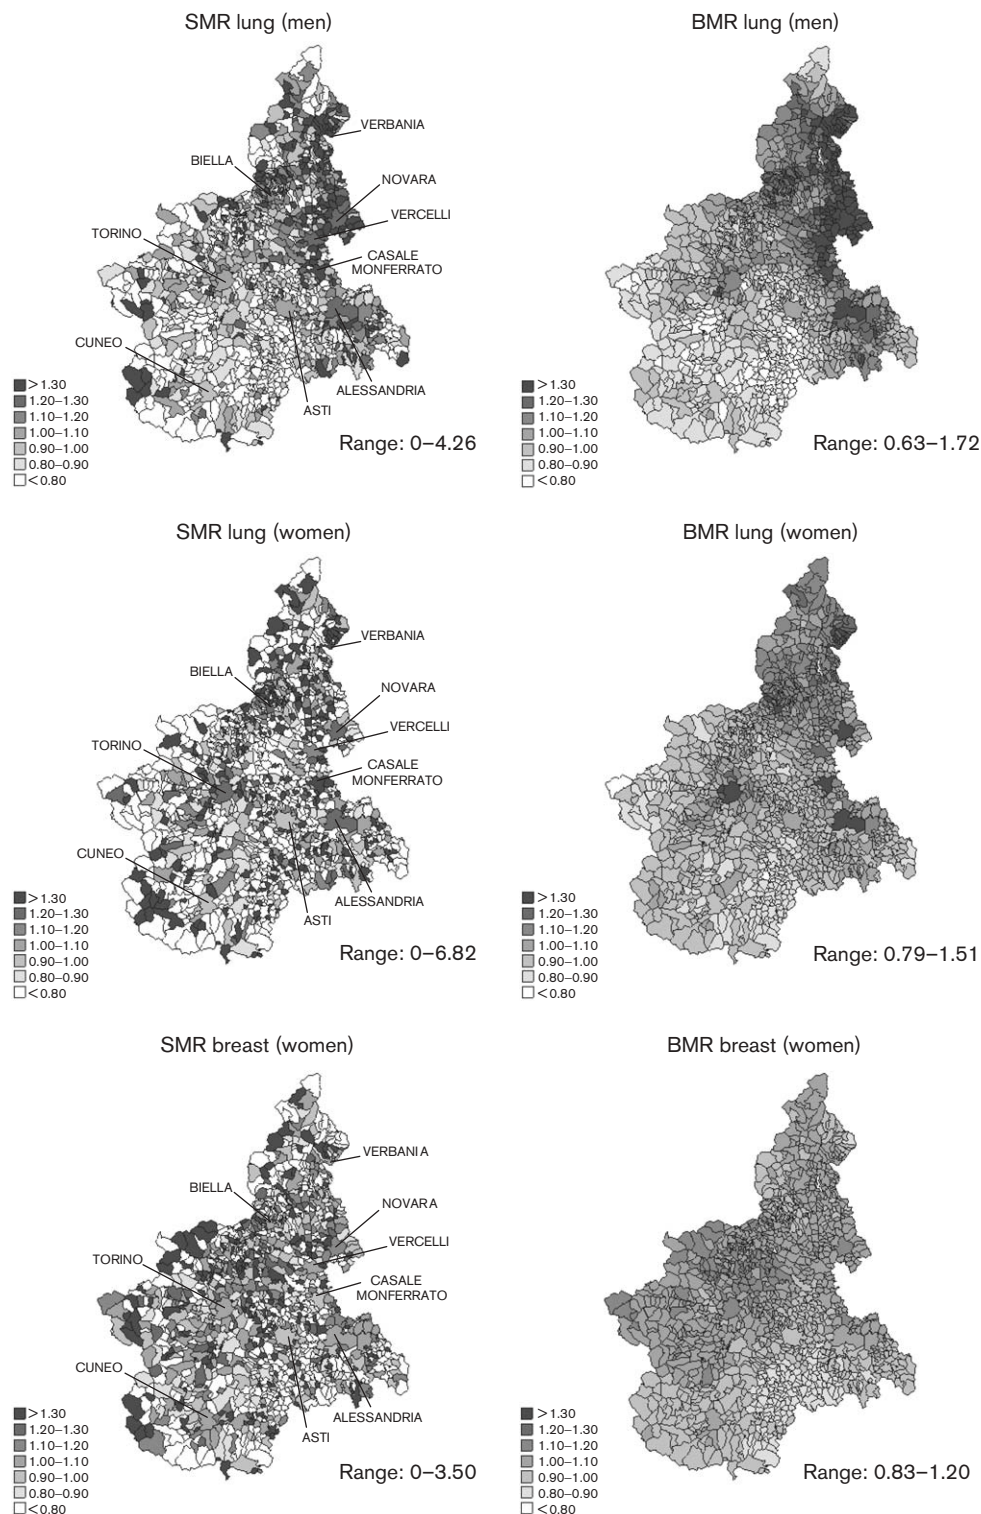 SMR lung (men)
BMR lung (men)
VERBANIA
BIELLA
NOVARA
VERCELLI
TORINO
CASALE
MONFERRATO
CUNEO
ALESSANDRIA
ASTI
>1.30
1.20–1.30
1.10–1.20
1.00–1.10
0.90–1.00
0.80–0.90
<0.80
Range: 0–4.26
>1.30
1.20–1.30
1.10–1.20
1.00–1.10
0.90–1.00
0.80–0.90
<0.80
Range: 0.63–1.72
SMR lung (women)
BMR lung (women)
VERBANIA
BIELLA
NOVARA
VERCELLI
TORINO
CASALE
MONFERRATO
CUNEO
ALESSANDRIA
ASTI
>1.30
1.20–1.30
1.10–1.20
1.00–1.10
0.90–1.00
0.80–0.90
<0.80
Range: 0–6.82
>1.30
1.20–1.30
1.10–1.20
1.00–1.10
0.90–1.00
0.80–0.90
<0.80
Range: 0.79–1.51
SMR breast (women)
BMR breast (women)
VERBANIA
BIELLA
NOVARA
VERCELLI
TORINO
CASALE
MONFERRATO
CUNEO
ALESSANDRIA
ASTI
>1.30
1.20–1.30
1.10–1.20
1.00–1.10
0.90–1.00
0.80–0.90
<0.80
Range: 0–3.50
>1.30
1.20–1.30
1.10–1.20
1.00–1.10
0.90–1.00
0.80–0.90
<0.80
Range: 0.83–1.20